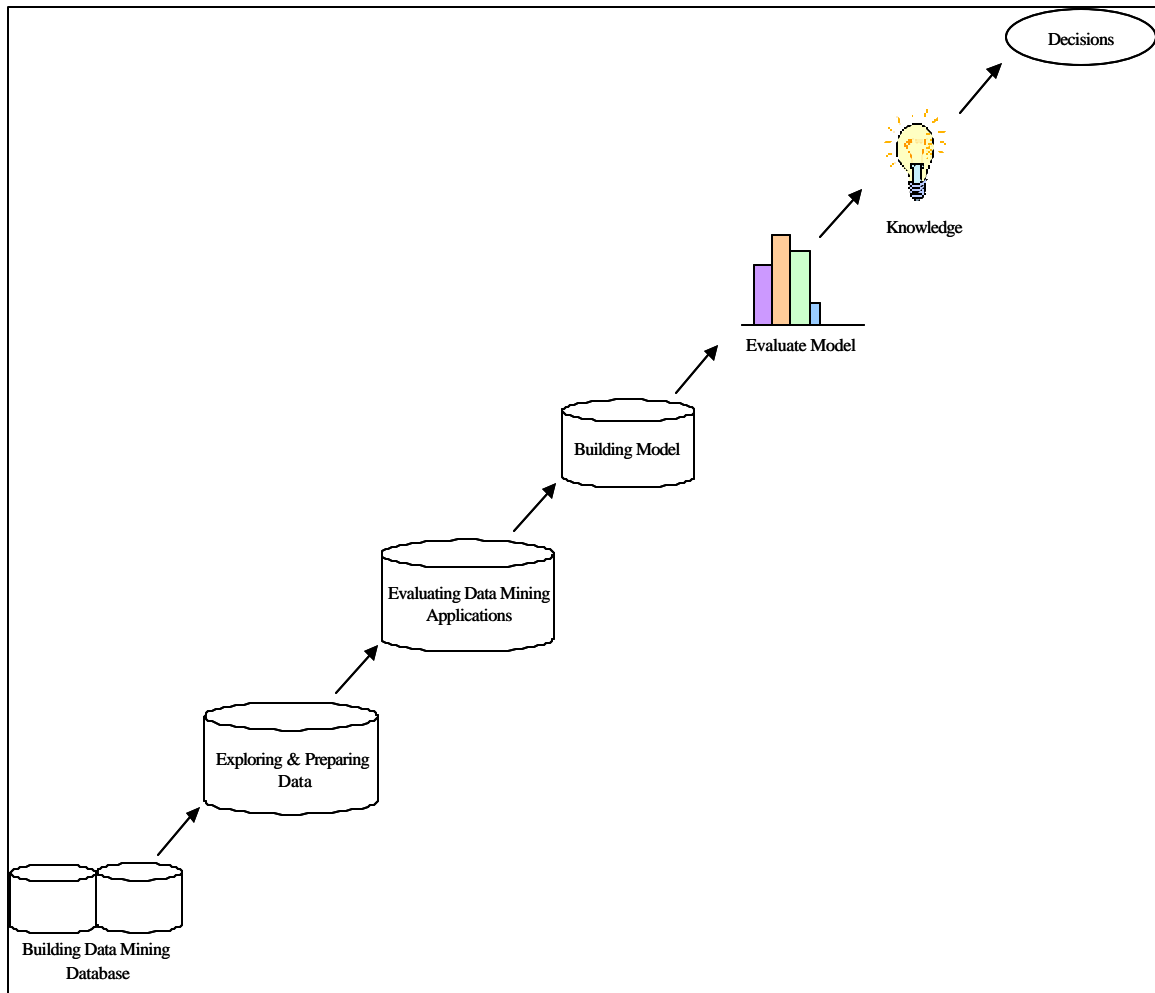 Decisions
Knowledge
Evaluate Model
Building Model
Evaluating Data Mining
Applications
Exploring & Preparing
Data
Building Data Mining
Database